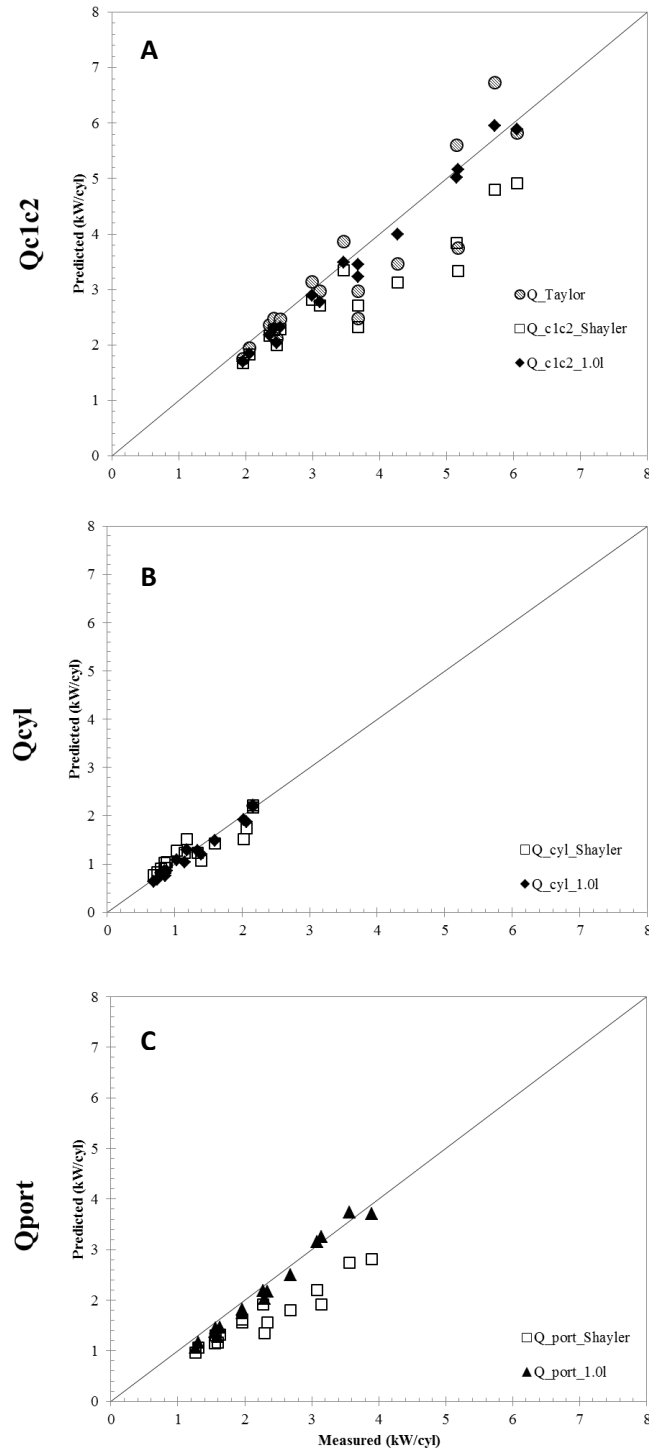 A
Qc1c2
Predicted (kW/cyl)
8
7
6
5
4
3
2
1
0
0 1 2 3 4 5 6 7 8
Q_Taylor
Q_c1c2_Shayler
Q_c1c2_1.0l
B
Qcyl
Predicted (kW/cyl)
8
7
6
5
4
3
2
1
0
0 1 2 3 4 5 6 7 8
Q_cyl_Shayler
Q_cyl_1.0l
C
Qport
Predicted (kW/cyl)
8
7
6
5
4
3
2
1
0
0 1 2 3 4 5 6 7 8
Q_port_Shayler
Q_port_1.0l
Measured (kW/cyl)